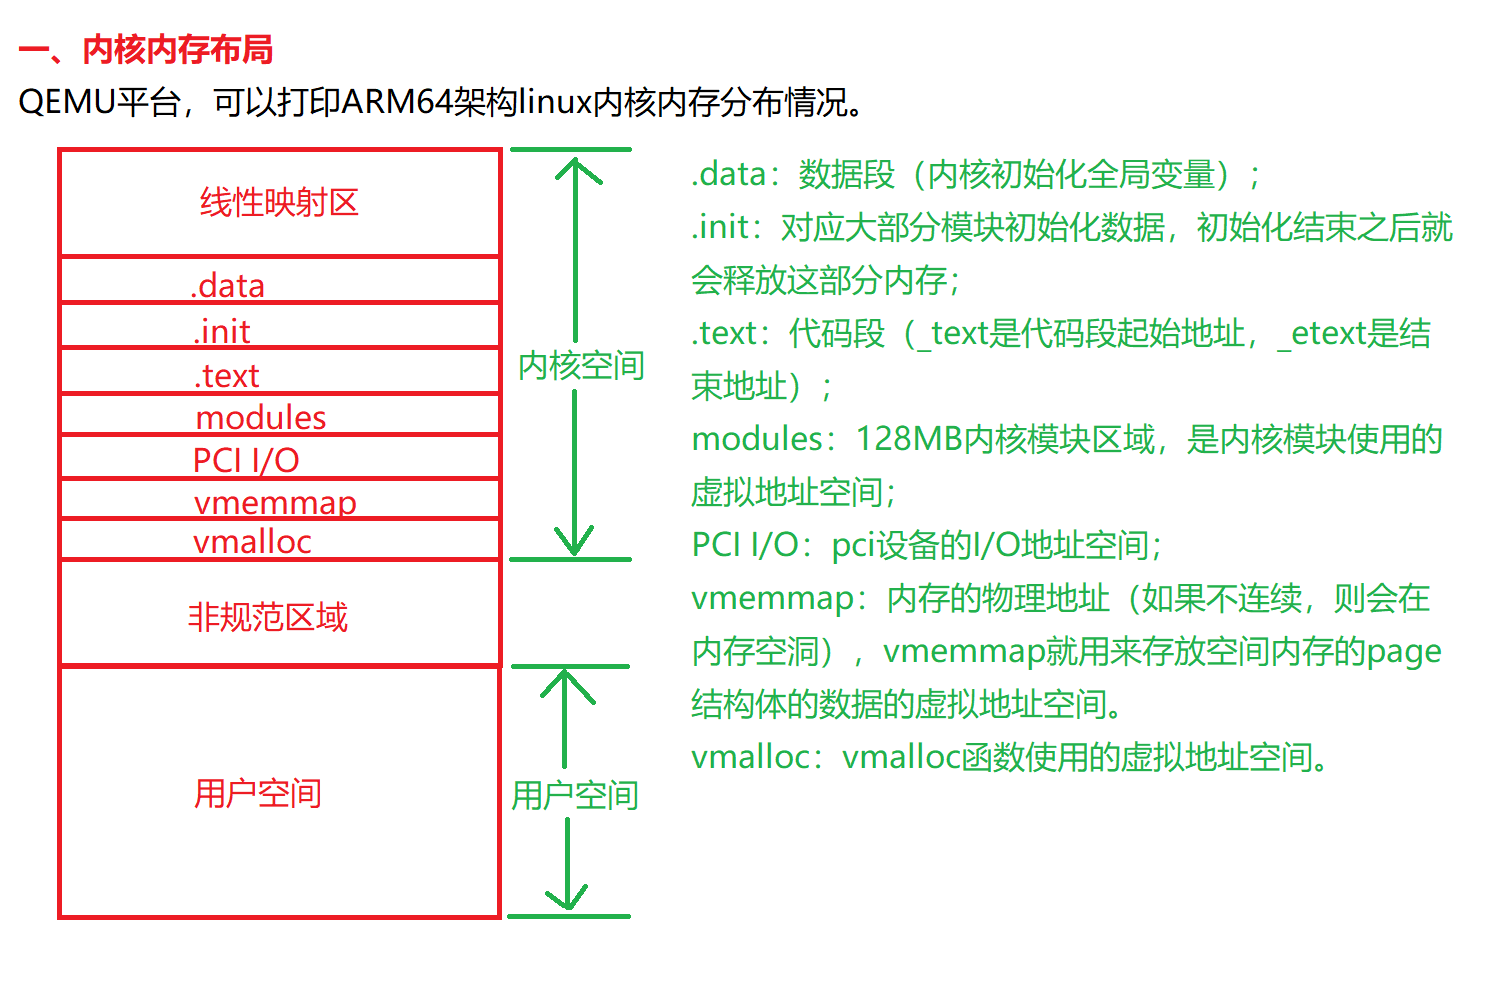 一、内核内存布局
QEMU平台，可以打印ARM64架构linux内核内存分布情况。
线性映射区
.data
.init
.text
modules
PCI I/O
vmemmap
vmalloc
非规范区域
用户空间
内核空间
用户空间
.data：数据段（内核初始化全局变量）；
.init：对应大部分模块初始化数据，初始化结束之后就
会释放这部分内存；
.text：代码段（_text是代码段起始地址，_etext是结
束地址）；
modules：128MB内核模块区域，是内核模块使用的
虚拟地址空间；
PCI I/O：pci设备的I/O地址空间；
vmemmap：内存的物理地址（如果不连续，则会在
内存空洞），vmemmap就用来存放空间内存的page
结构体的数据的虚拟地址空间。
vmalloc：vmalloc函数使用的虚拟地址空间。